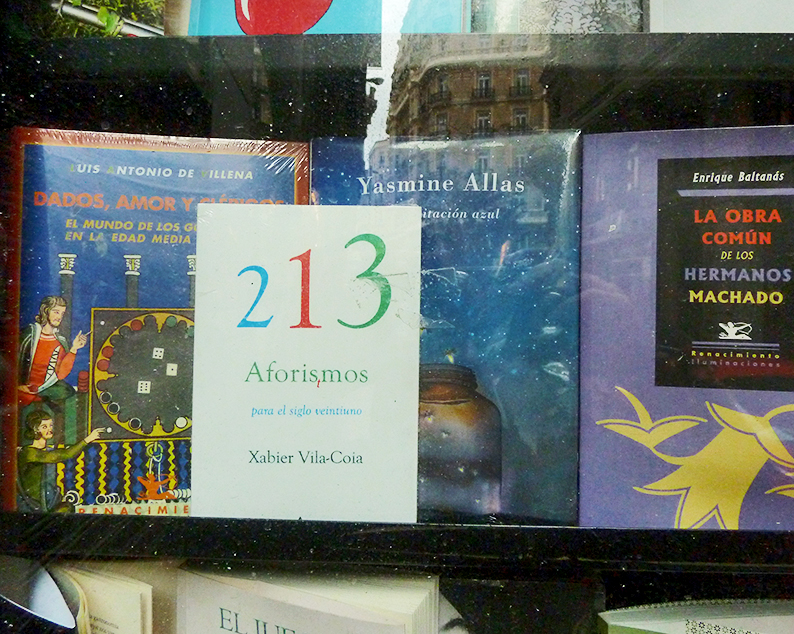 LUIS ANTONIO DE VILLENA
DADOS, AMOR Y
EL MUNDO DE LOS
EN LA EDAD MEDIA
RENACIMIE
213
Aforistmos
para el siglo veintiuno
Xabier Vila-Coia
Yasmine Allas
itación azul
Enrique Baltanás
LA OBRA
COMÚN
DE LOS
HERMANOS
MACHADO
Renacimiento
Iluminaciones
EL JUE